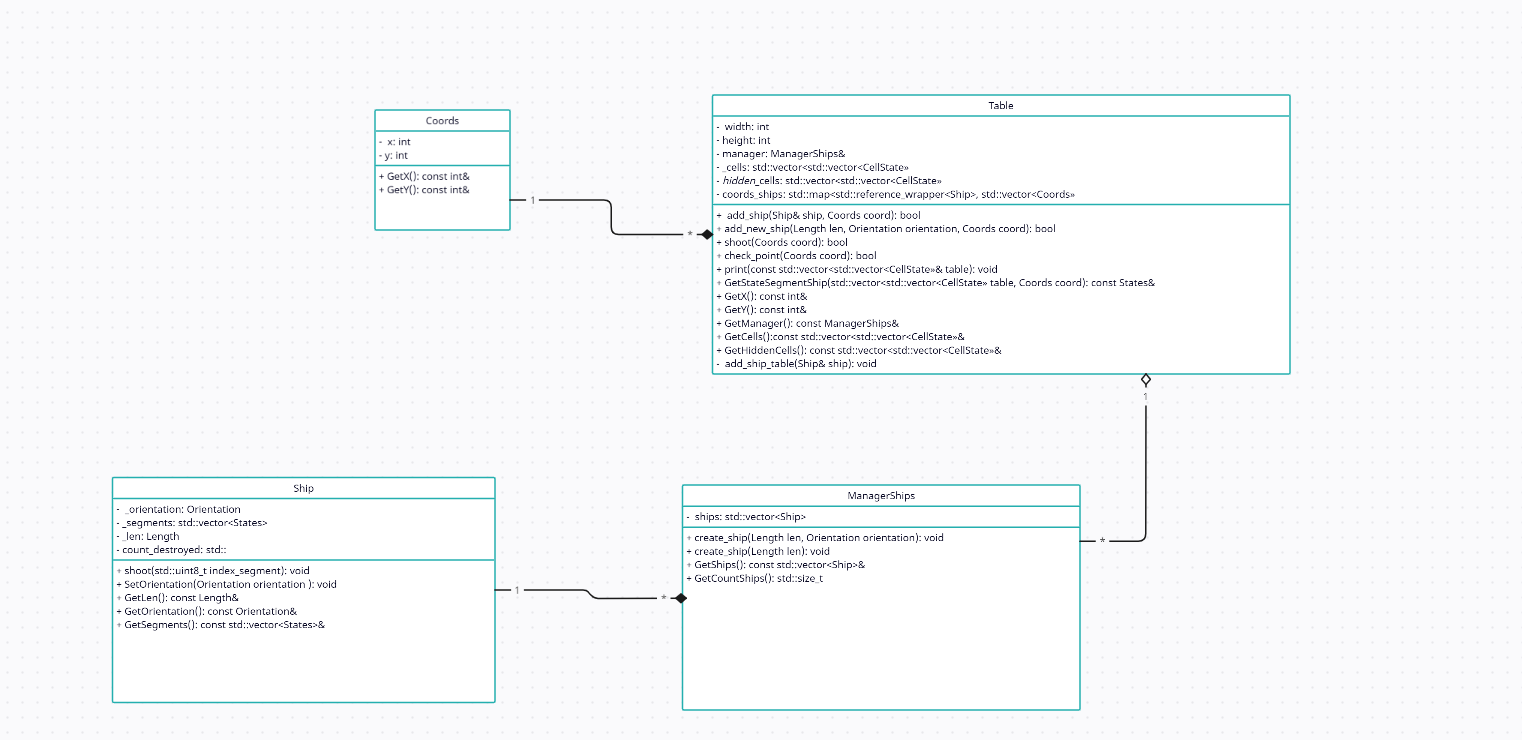 Coords
- x: int
- y: int
+ GetX(): const int&
+ GetY(): const int&
1
*
Table
- width: int
- height: int
- manager: ManagerShips&
- _cells: std::vector<std::vector<CellState»
- hidden_cells: std::vector<std::vector<CellState»
- coords_ships: std::map<std::reference_wrapper<Ship>, std::vector<Coords»
+ add_ship(Ship& ship, Coords coord): bool
+ add_new_ship(Length len, Orientation orientation, Coords coord): bool
+ shoot(Coords coord): bool
+ check_point(Coords coord): bool
+ print(const std::vector<std::vector<CellState»& table): void
+ GetStateSegmentShip(std::vector<std::vector<CellState» table, Coords coord): const States&
+ GetX(): const int&
+ GetY(): const int&
+ GetManager(): const ManagerShips&
+ GetCells():const std::vector<std::vector<CellState»&
+ GetHiddenCells(): const std::vector<std::vector<CellState»&
- add_ship_table(Ship& ship): void
1
*
Ship
- _orientation: Orientation
- _segments: std::vector<States>
- _len: Length
- count_destroyed: std::
+ shoot(std::uint8_t index_segment): void
+ SetOrientation(Orientation orientation ): void
+ GetLen(): const Length&
+ GetOrientation(): const Orientation&
+ GetSegments(): const std::vector<States>&
1
*
ManagerShips
- ships: std::vector<Ship>
+ create_ship(Length len, Orientation orientation): void
+ create_ship(Length len): void
+ GetShips(): const std::vector<Ship>&
+ GetCountShips(): std::size_t